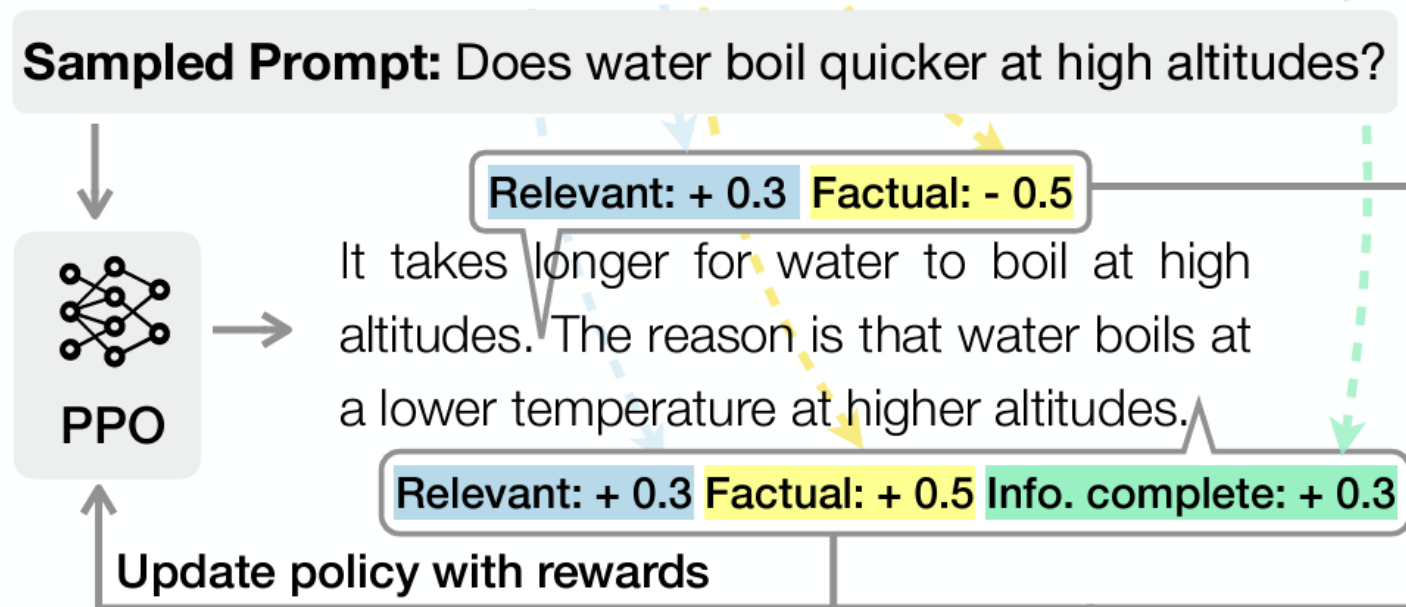 Sampled Prompt: Does water boil quicker at high altitudes?
Relevant: + 0.3 Factual: - 0.5
It takes longer for water to boil at high
altitudes. The reason is that water boils at
a lower temperature at higher altitudes.
PPO
Relevant: + 0.3 Factual: + 0.5 Info. complete: + 0.3
Update policy with rewards